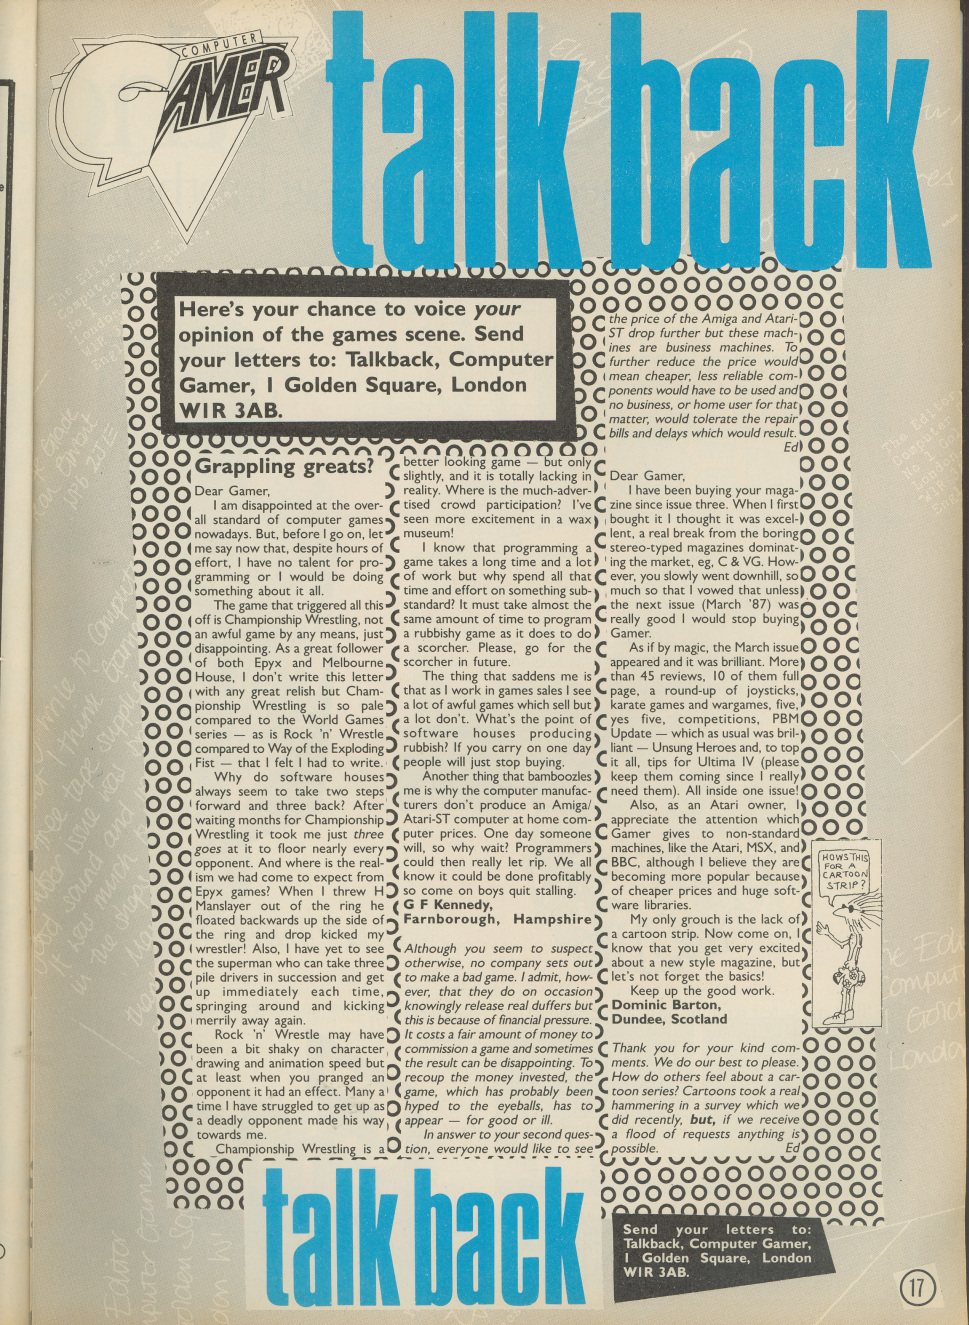 COMPUTER
GAMER
talk back
Here's your chance to voice your
opinion of the games scene. Send
your letters to: Talkback, Computer
Gamer, 1 Golden Square, London
W1R 3AB.
Grappling greats?
Dear Gamer,
I am disappointed at the over-
all standard of computer games
nowadays. But, before I go on, let
me say now that, despite hours of
effort, I have no talent for pro-
gramming or I would be doing
something about it all.
The game that triggered all this
off is Championship Wrestling, not
an awful game by any means, just
disappointing. As a great follower
of both Epyx and Melbourne
House, I don't write this letter
with any great relish but Cham-
pionship Wrestling is so pale
compared to the World Games
series — as is Rock 'n' Wrestle
compared to Way of the Exploding
Fist — that I felt I had to write.
Why do software houses
always seem to take two steps
forward and three back? After
waiting months for Championship
Wrestling it took me just three
goes at it to floor nearly every
opponent. And where is the real-
ism we had come to expect from
Epyx games? When I threw H
Manslayer out of the ring he
floated backwards up the side of
the ring and drop kicked my
wrestler! Also, I have yet to see
the superman who can take three
pile drivers in succession and get
up immediately each time,
springing around and kicking
merrily away again.
Rock 'n' Wrestle may have
been a bit shaky on character
drawing and animation speed but
at least when you pranged an
opponent it had an effect. Many a
time I have struggled to get up as
a deadly opponent made his way
towards me.
Championship Wrestling is a
better looking game — but only
slightly, and it is totally lacking in
reality. Where is the much-adver-
tised crowd participation? I've
seen more excitement in a wax
museum!
I know that programming a
game takes a long time and a lot
of work but why spend all that
time and effort on something sub-
standard? It must take almost the
same amount of time to program
a rubbishy game as it does to do
a scorcher. Please, go for the
scorcher in future.
The thing that saddens me is
that as I work in games sales I see
a lot of awful games which sell but
a lot don't. What's the point of
software houses producing
rubbish? If you carry on one day
people will just stop buying.
Another thing that bamboozles
me is why the computer manufac-
turers don't produce an Amiga/
Atari-ST computer at home com-
puter prices. One day someone
will, so why wait? Programmers
could then really let rip. We all
know it could be done profitably
so come on boys quit stalling.
G F Kennedy,
Farnborough, Hampshire
Although you seem to suspect
otherwise, no company sets out
to make a bad game. I admit, how-
ever, that they do on occasion
knowingly release real duffers but
this is because of financial pressure.
It costs a fair amount of money to
commission a game and sometimes
the result can be disappointing. To
recoup the money invested, the
game, which has probably been
hyped to the eyeballs, has to
appear — for good or ill.
In answer to your second ques-
tion, everyone would like to see
the price of the Amiga and Atari-
ST drop further but these mach-
ines are business machines. To
further reduce the price would
mean cheaper, less reliable com-
ponents would have to be used and
no business, or home user for that
matter, would tolerate the repair
bills and delays which would result.
Ed
Dear Gamer,
I have been buying your maga-
zine since issue three. When I first
bought it I thought it was excel-
lent, a real break from the boring
stereo-typed magazines dominat-
ing the market, eg, C & VG. How-
ever, you slowly went downhill, so
much so that I vowed that unless
the next issue (March '87) was
really good I would stop buying
Gamer.
As if by magic, the March issue
appeared and it was brilliant. More
than 45 reviews, 10 of them full
page, a round-up of joysticks,
karate games and wargames, five,
yes five, competitions, PBM
Update — which as usual was bril-
liant — Unsung Heroes and, to top
it all, tips for Ultima IV (please
keep them coming since I really
need them). All inside one issue!
Also, as an Atari owner, I
appreciate the attention which
Gamer gives to non-standard
machines, like the Atari, MSX, and
BBC, although I believe they are
becoming more popular because
of cheaper prices and huge soft-
ware libraries.
My only grouch is the lack of
a cartoon strip. Now come on, I
know that you get very excited
about a new style magazine, but
let's not forget the basics!
Keep up the good work.
Dominic Barton,
Dundee, Scotland
Thank you for your kind com-
ments. We do our best to please.
How do others feel about a car-
toon series? Cartoons took a real
hammering in a survey which we
did recently, but, if we receive
a flood of requests anything is
possible. Ed
HOWS THIS
FOR A
CARTOON
STRIP?
talk back
Send your letters to:
Talkback, Computer Gamer,
1 Golden Square, London
W1R 3AB.
17